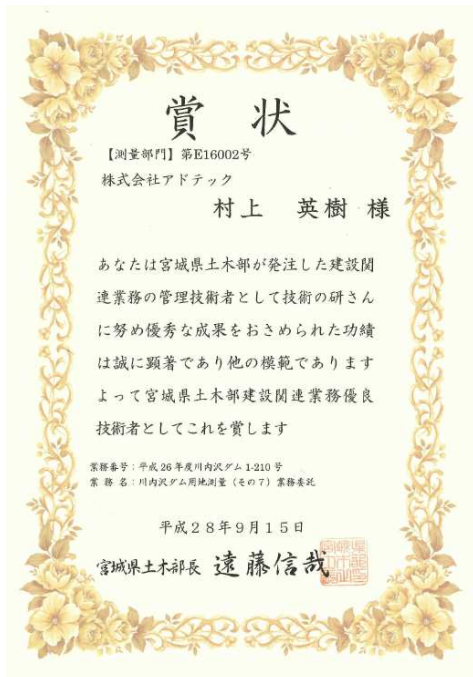 賞状
【測量部門】第E16002号
株式会社アドテック
村上 英樹 様
あなたは宮城県土木部が発注した建設関
連業務の管理技術者として技術の研さん
に努め優秀な成果をおさめられた功績
は誠に顕著であり他の模範であります
よって宮城県土木部建設関連業務優良
技術者としてこれを賞します
業務番号：平成26年度川内沢ダム1-210号
業 務 名：川内沢ダム用地測量（その7）業務委託
平成28年9月15日
宮城県土木部長 遠藤信哉